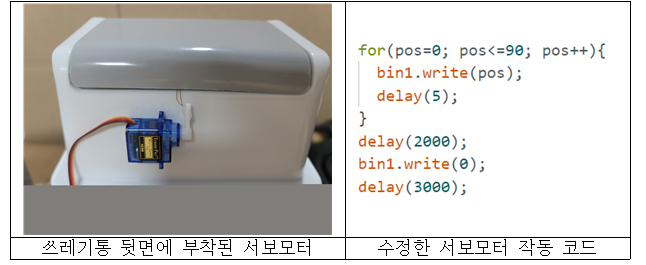 for(pos=0; pos<=90; pos++){
bin1.write(pos);
delay(5);
}
delay(2000);
bin1.write(0);
delay(3000);
쓰레기통 뒷면에 부착된 서보모터
수정한 서보모터 작동 코드